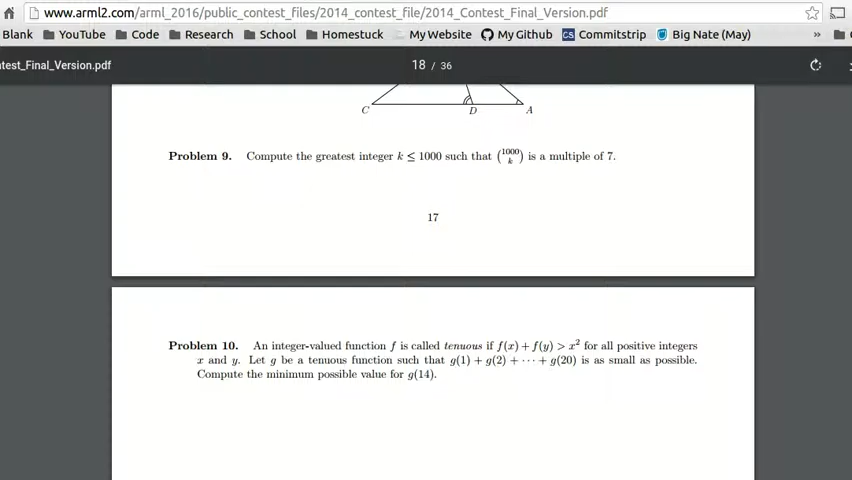 www.arml2.com/arml_2016/public_contest_files/2014_contest_file/2014_Contest_Final_Version.pdf
Blank YouTube Code Research School Homestuck My Website My Github CS Commitstrip Big Nate (May) »
test_Final_Version.pdf 18 / 36
C D A
Problem 9. Compute the greatest integer k ≤ 1000 such that (1000 k) is a multiple of 7.
17
Problem 10. An integer-valued function f is called tenuous if f(x) + f(y) > x² for all positive integers
x and y. Let g be a tenuous function such that g(1) + g(2) + ··· + g(20) is as small as possible.
Compute the minimum possible value for g(14).